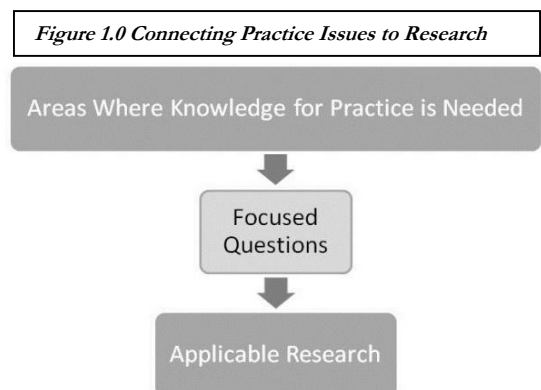 Figure 1.0 Connecting Practice Issues to Research
Areas Where Knowledge for Practice is Needed
Focused
Questions
Applicable Research